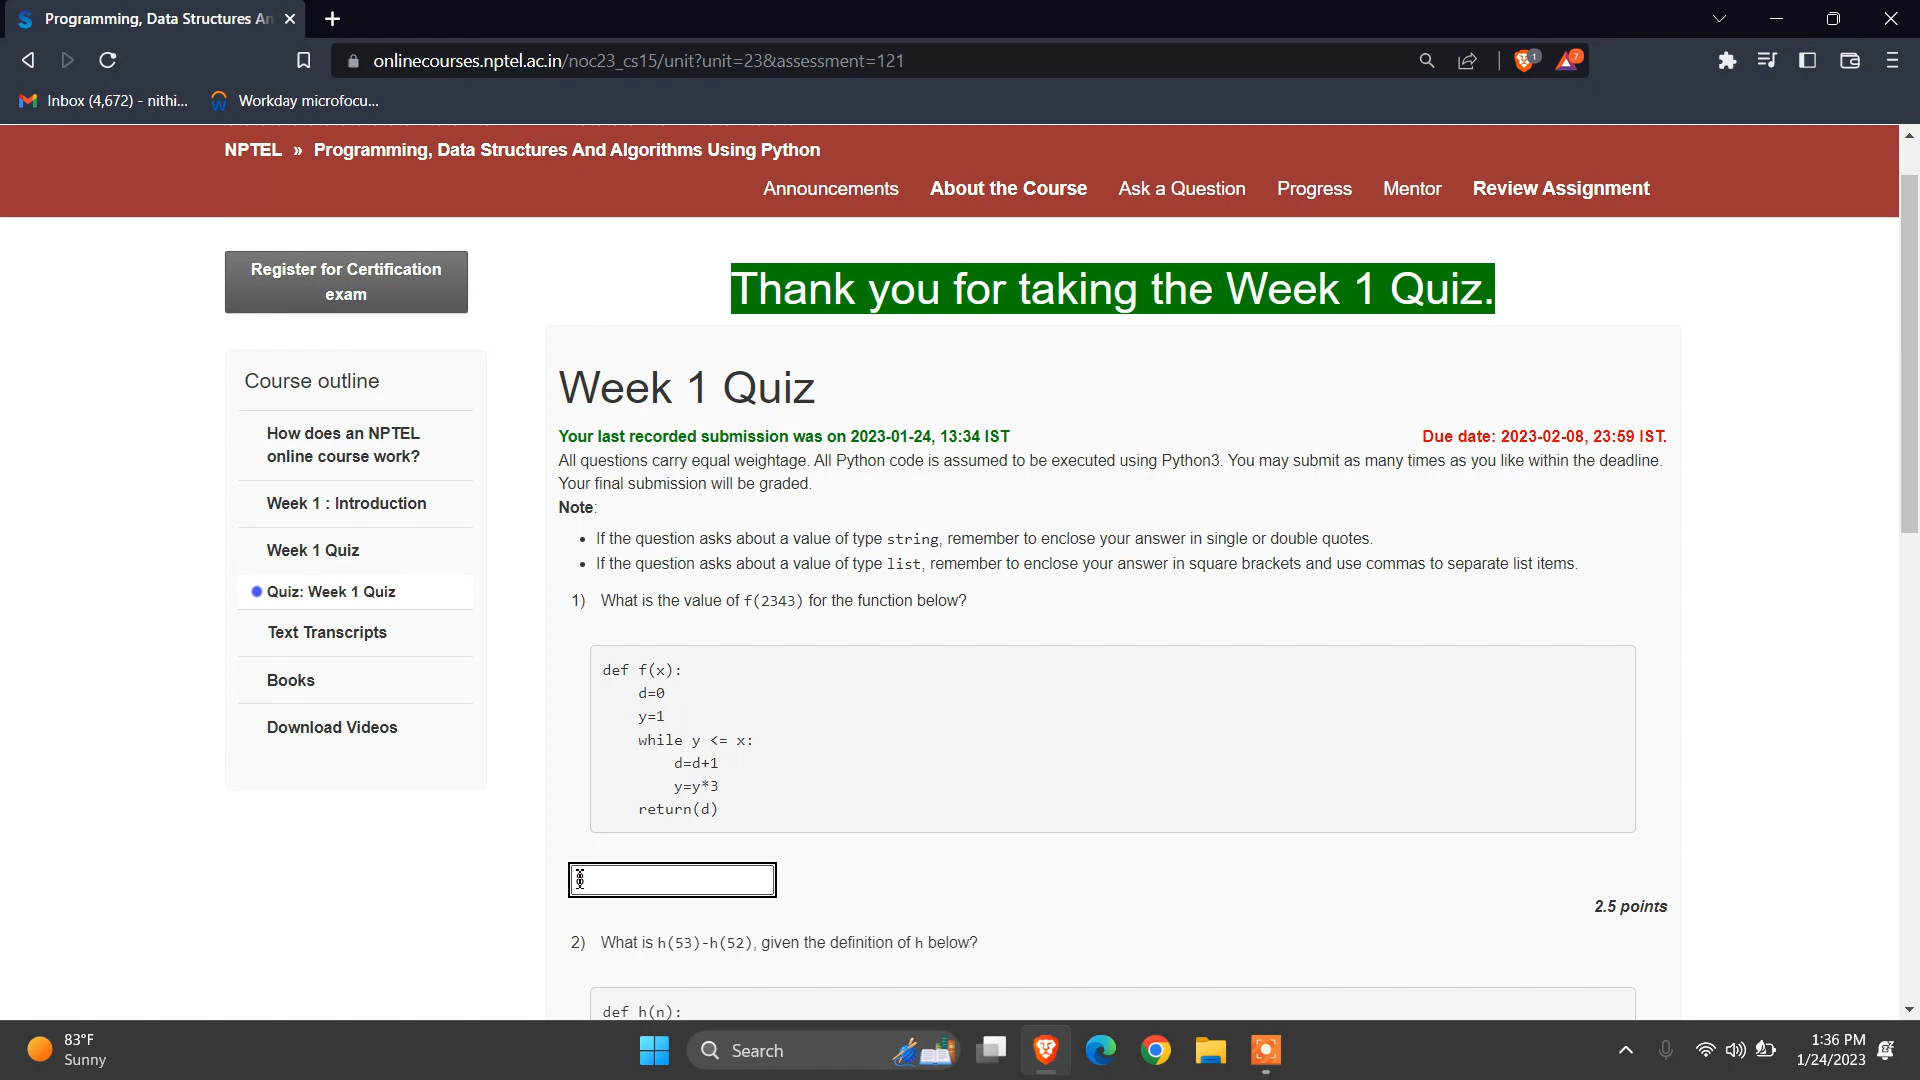 Programming, Data Structures An
onlinecourses.nptel.ac.in/noc23_cs15/unit?unit=23&assessment=121
1
7
Inbox (4,672) - nithi...
Workday microfocu...
NPTEL » Programming, Data Structures And Algorithms Using Python
Announcements About the Course Ask a Question Progress Mentor Review Assignment
Register for Certification
exam
Thank you for taking the Week 1 Quiz.
Course outline
How does an NPTEL
online course work?
Week 1 : Introduction
Week 1 Quiz
Quiz: Week 1 Quiz
Text Transcripts
Books
Download Videos
Week 1 Quiz
Your last recorded submission was on 2023-01-24, 13:34 IST
Due date: 2023-02-08, 23:59 IST.
All questions carry equal weightage. All Python code is assumed to be executed using Python3. You may submit as many times as you like within the deadline.
Your final submission will be graded.
Note:
• If the question asks about a value of type string, remember to enclose your answer in single or double quotes.
• If the question asks about a value of type list, remember to enclose your answer in square brackets and use commas to separate list items.
1) What is the value of f(2343) for the function below?
def f(x):
    d=0
    y=1
    while y <= x:
        d=d+1
        y=y*3
    return(d)
2.5 points
2) What is h(53)-h(52), given the definition of h below?
def h(n):
83°F
Sunny
Search
1:36 PM
1/24/2023